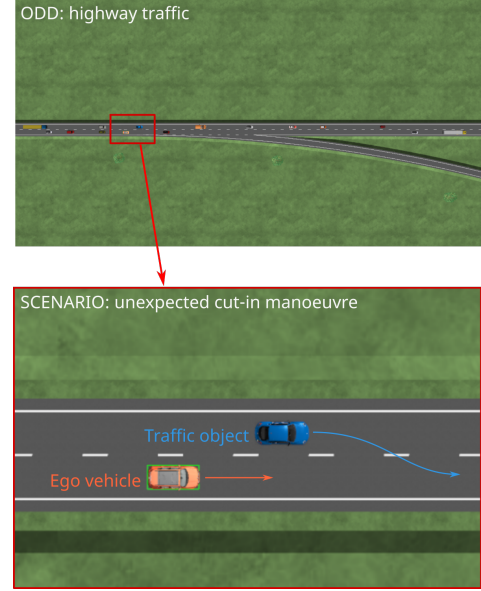 ODD: highway traffic
SCENARIO: unexpected cut-in manoeuvre
Traffic object
Ego vehicle